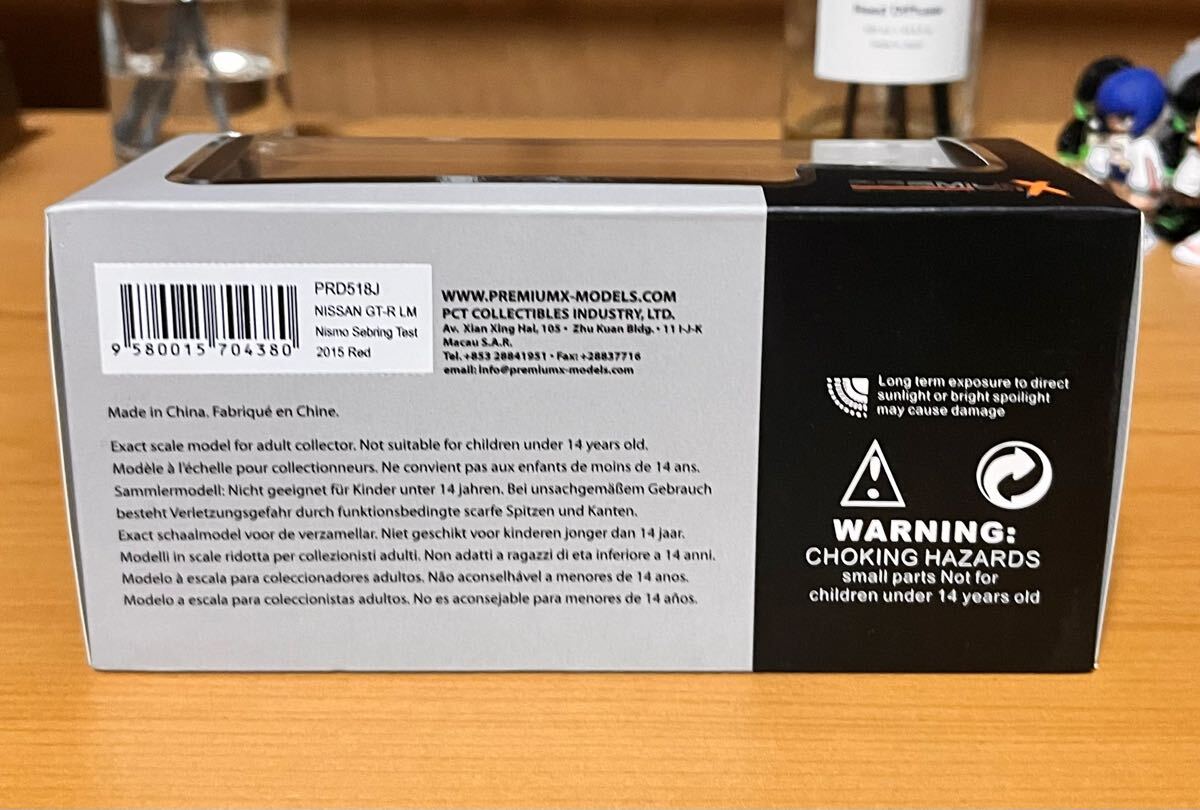 Reed Diffuser
PREMIUM X
PRD518J
NISSAN GT-R LM
Nismo Sebring Test
2015 Red
9 580015 704380
WWW.PREMIUMX-MODELS.COM
PCT COLLECTIBLES INDUSTRY, LTD.
Av. Xian Xing Hai, 105 • Zhu Kuan Bldg. • 11 I-J-K
Macau S.A.R.
Tel. +853 28841951 • Fax: +28837716
email: info@premiumx-models.com
Made in China. Fabriqué en Chine.
Exact scale model for adult collector. Not suitable for children under 14 years old.
Modèle à l'échelle pour collectionneurs. Ne convient pas aux enfants de moins de 14 ans.
Sammlermodell: Nicht geeignet für Kinder unter 14 jahren. Bei unsachgemäßem Gebrauch
besteht Verletzungsgefahr durch funktionsbedingte scarfe Spitzen und Kanten.
Exact schaalmodel voor de verzamellar. Niet geschikt voor kinderen jonger dan 14 jaar.
Modelli in scale ridotta per collezionisti adulti. Non adatti a ragazzi di eta inferiore a 14 anni.
Modelo à escala para coleccionadores adultos. Não aconselhável a menores de 14 anos.
Modelo a escala para coleccionistas adultos. No es aconsejable para menores de 14 años.
Long term exposure to direct
sunlight or bright spoilight
may cause damage
WARNING:
CHOKING HAZARDS
small parts Not for
children under 14 years old